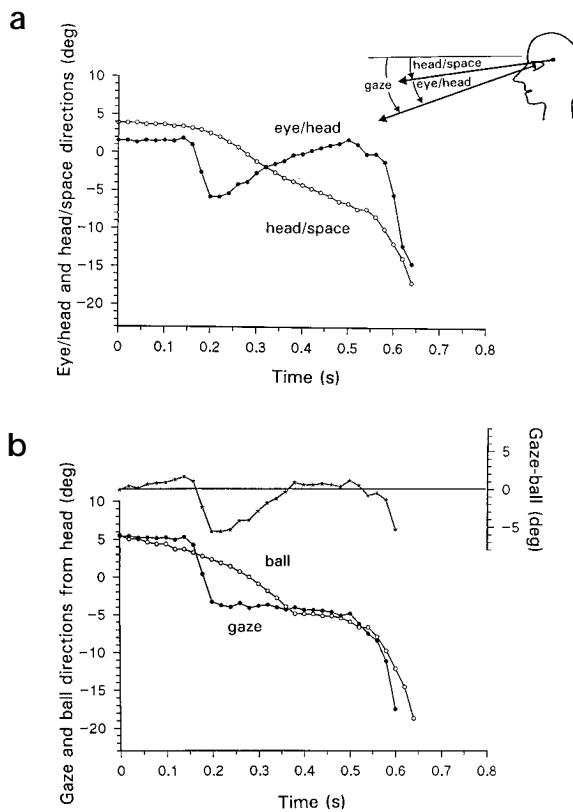 a
Eye/head and head/space directions (deg)
10
5
0
−5
−10
−15
−20
eye/head
head/space
head/space
gaze
eye/head
0
0.1
0.2
0.3
0.4
0.5
0.6
0.7
0.8
Time (s)
b
Gaze and ball directions from head (deg)
10
5
0
−5
−10
−15
−20
5
0
−5
Gaze-ball
(deg)
ball
gaze
0
0.1
0.2
0.3
0.4
0.5
0.6
0.7
0.8
Time (s)